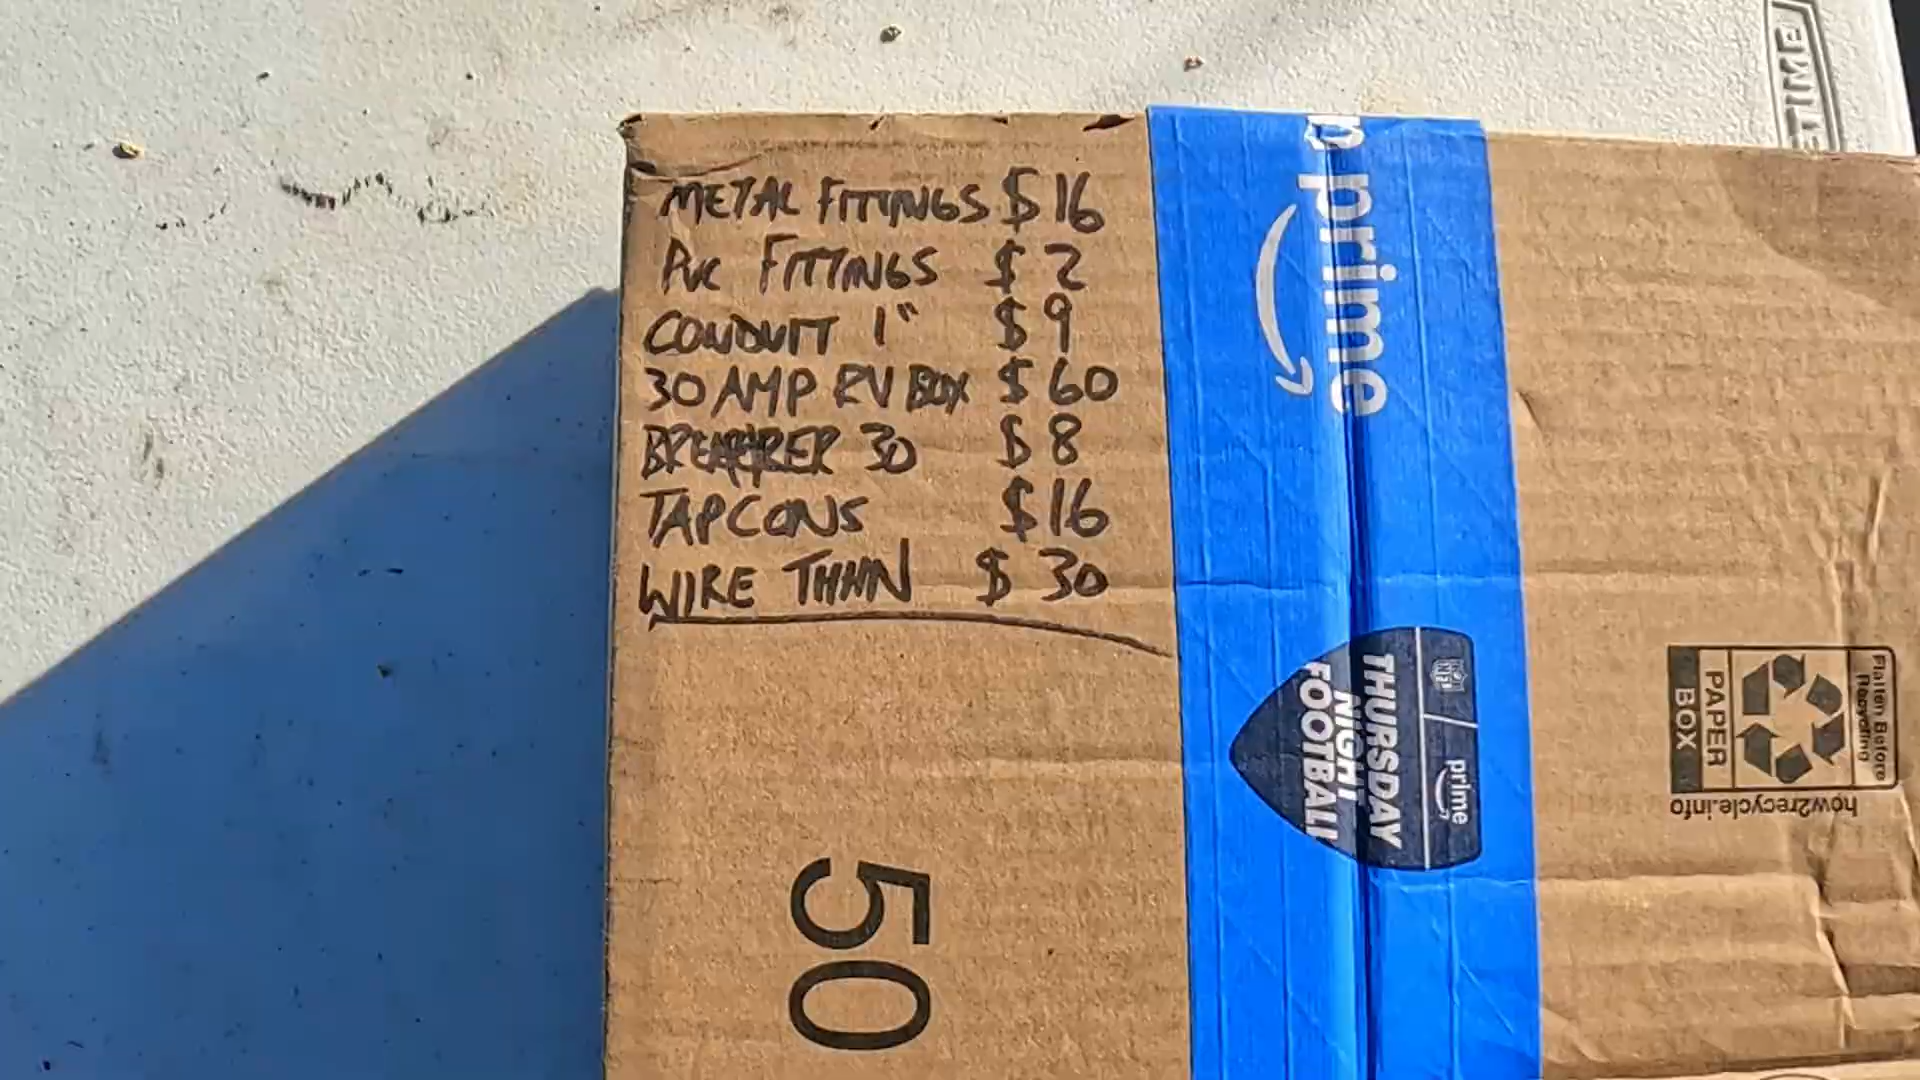 METAL FITTINGS $16
PVC FITTINGS $2
CONDUIT 1" $9
30 AMP RV BOX $60
BREAKER 30 $8
TAPCONS $16
WIRE THHN $30
prime
THURSDAY
NIGHT
FOOTBALL
NFL
prime
50
Flatten Before
Recycling
PAPER
BOX
how2recycle.info